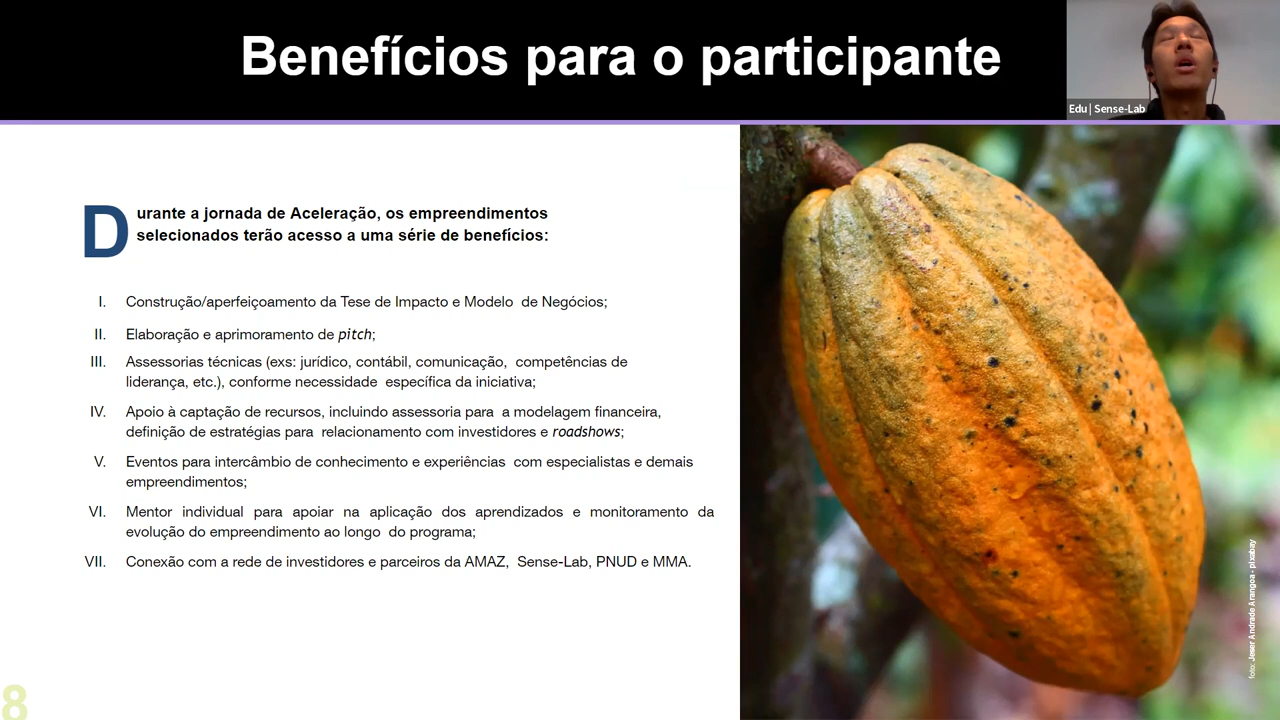 Benefícios para o participante
Edu | Sense-Lab
Durante a jornada de Aceleração, os empreendimentos
selecionados terão acesso a uma série de benefícios:
I. Construção/aperfeiçoamento da Tese de Impacto e Modelo de Negócios;
II. Elaboração e aprimoramento de pitch;
III. Assessorias técnicas (exs: jurídico, contábil, comunicação, competências de
liderança, etc.), conforme necessidade específica da iniciativa;
IV. Apoio à captação de recursos, incluindo assessoria para a modelagem financeira,
definição de estratégias para relacionamento com investidores e roadshows;
V. Eventos para intercâmbio de conhecimento e experiências com especialistas e demais
empreendimentos;
VI. Mentor individual para apoiar na aplicação dos aprendizados e monitoramento da
evolução do empreendimento ao longo do programa;
VII. Conexão com a rede de investidores e parceiros da AMAZ, Sense-Lab, PNUD e MMA.
foto: Jeser Andrade Arangoa - pixabay
8